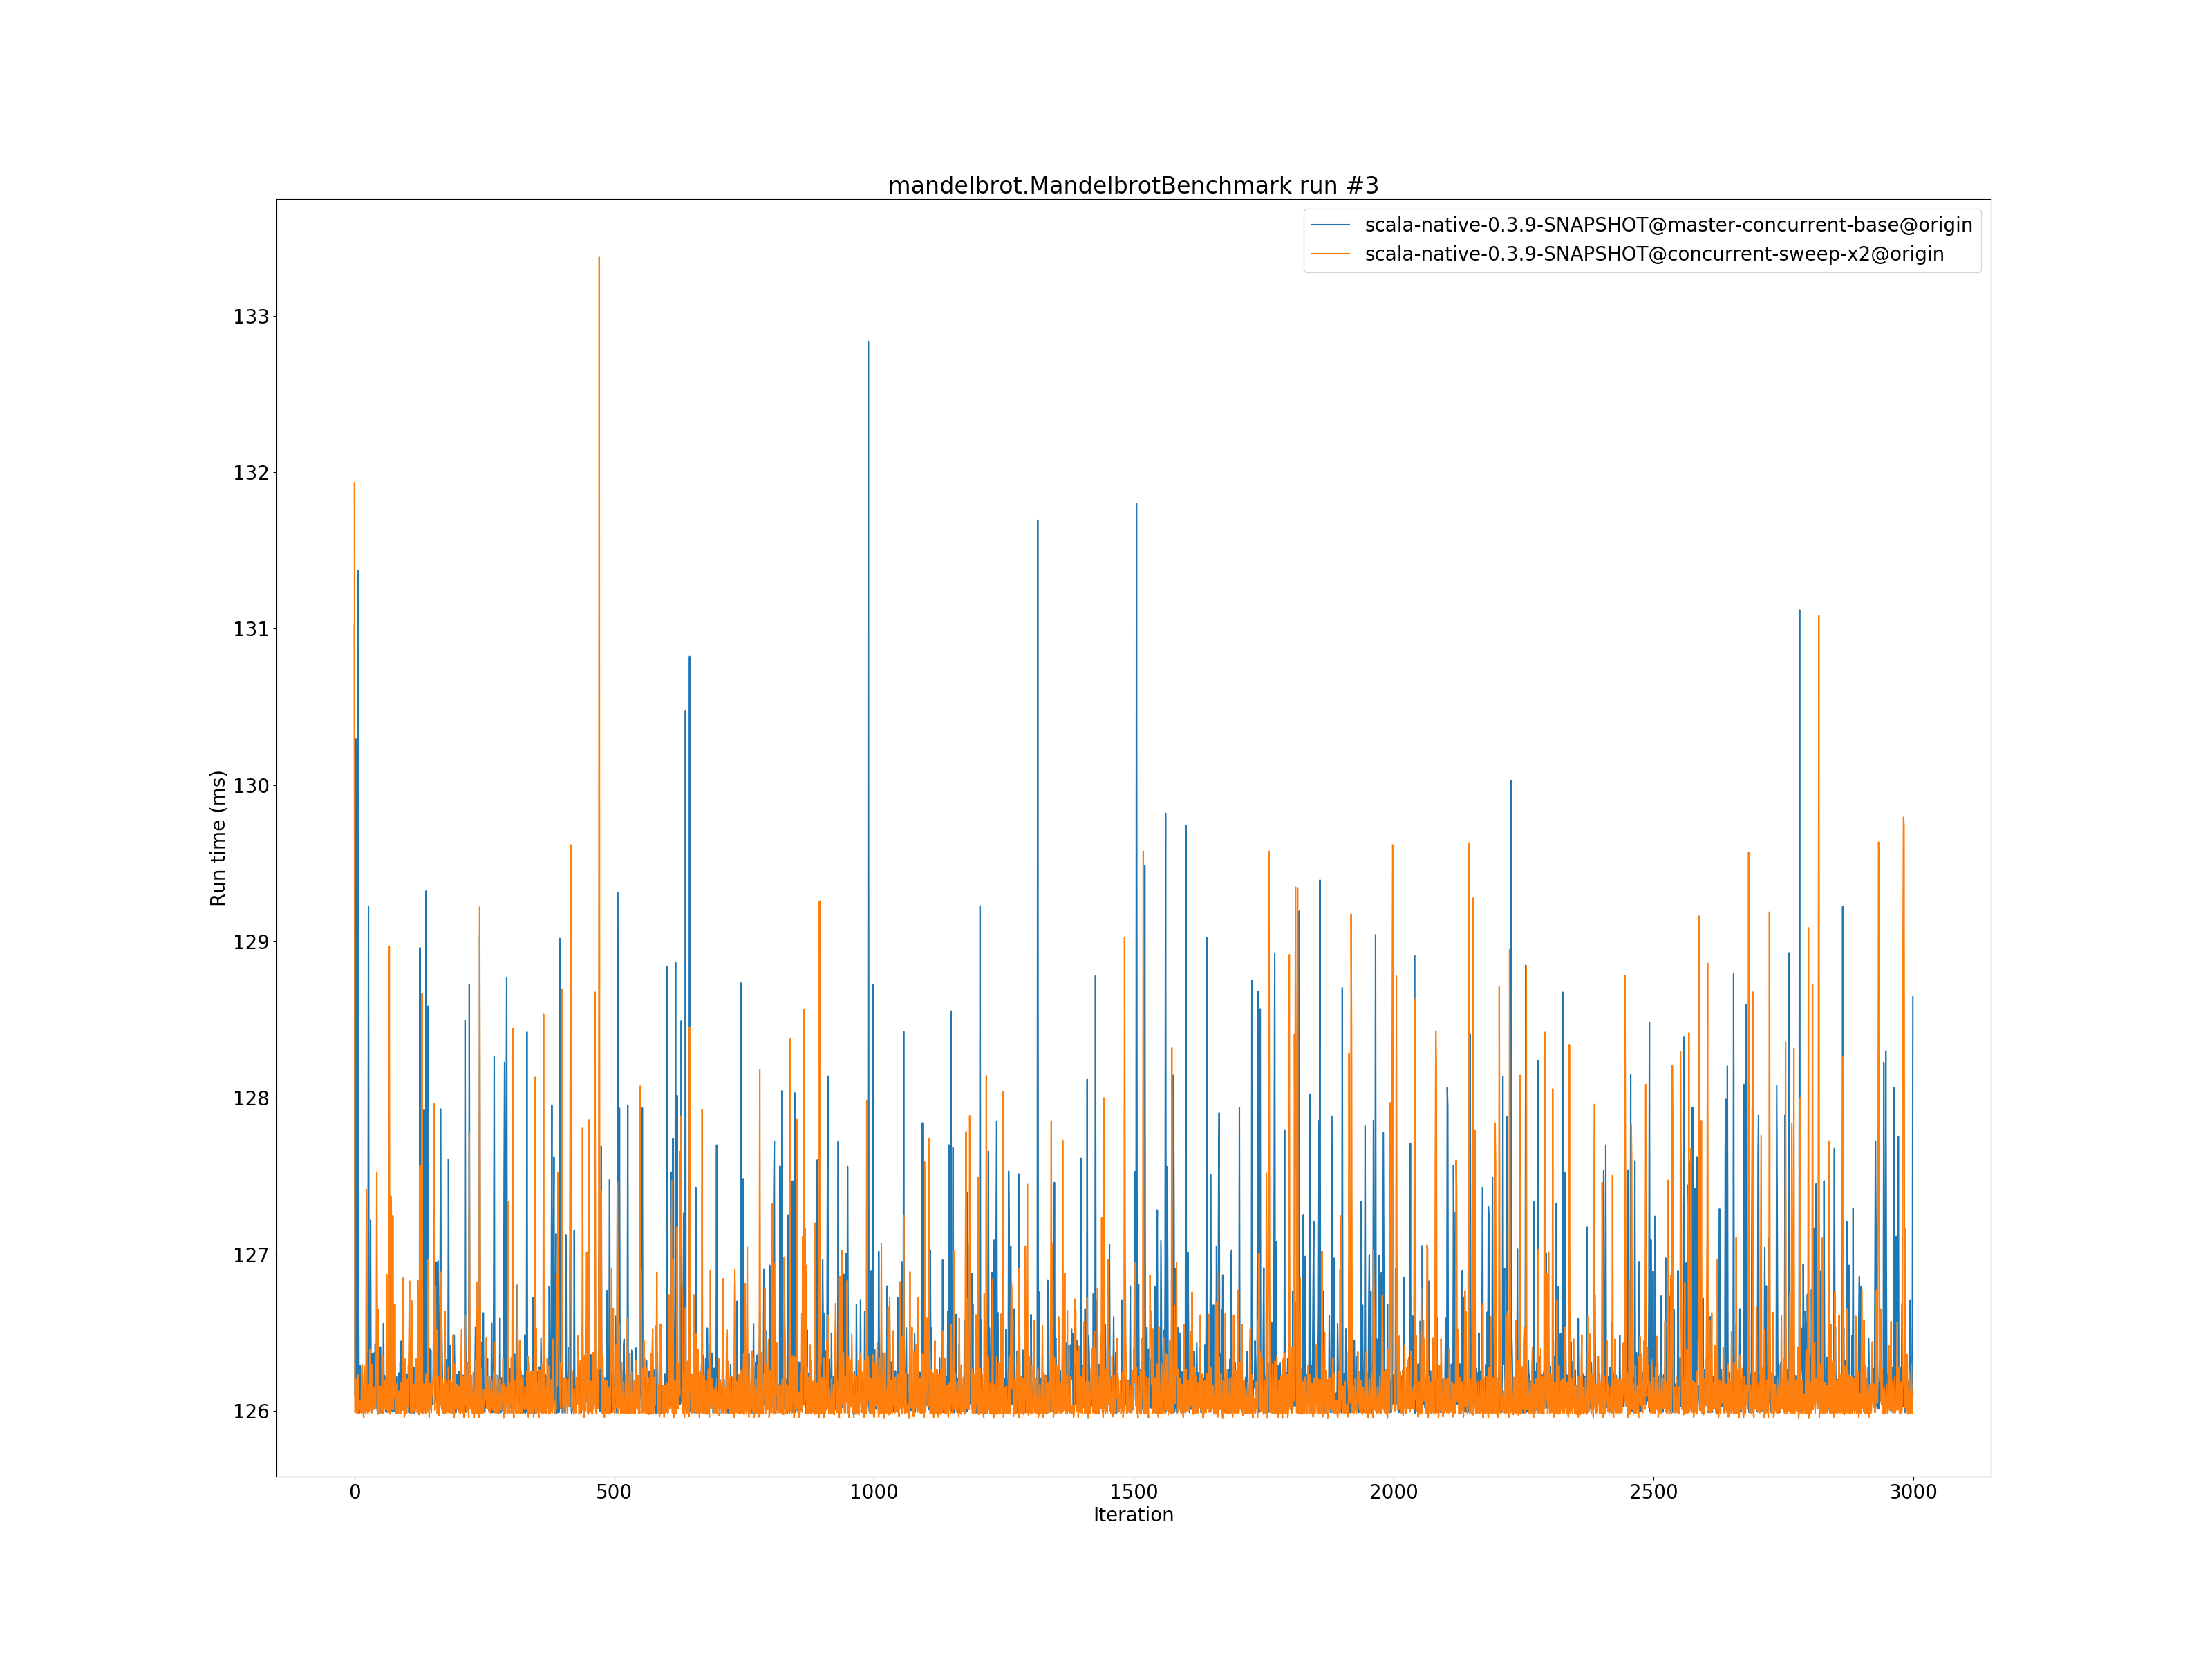 mandelbrot.MandelbrotBenchmark run #3
scala-native-0.3.9-SNAPSHOT@master-concurrent-base@origin
scala-native-0.3.9-SNAPSHOT@concurrent-sweep-x2@origin
133
132
131
130
129
128
127
126
Run time (ms)
0 500 1000 1500 2000 2500 3000
Iteration